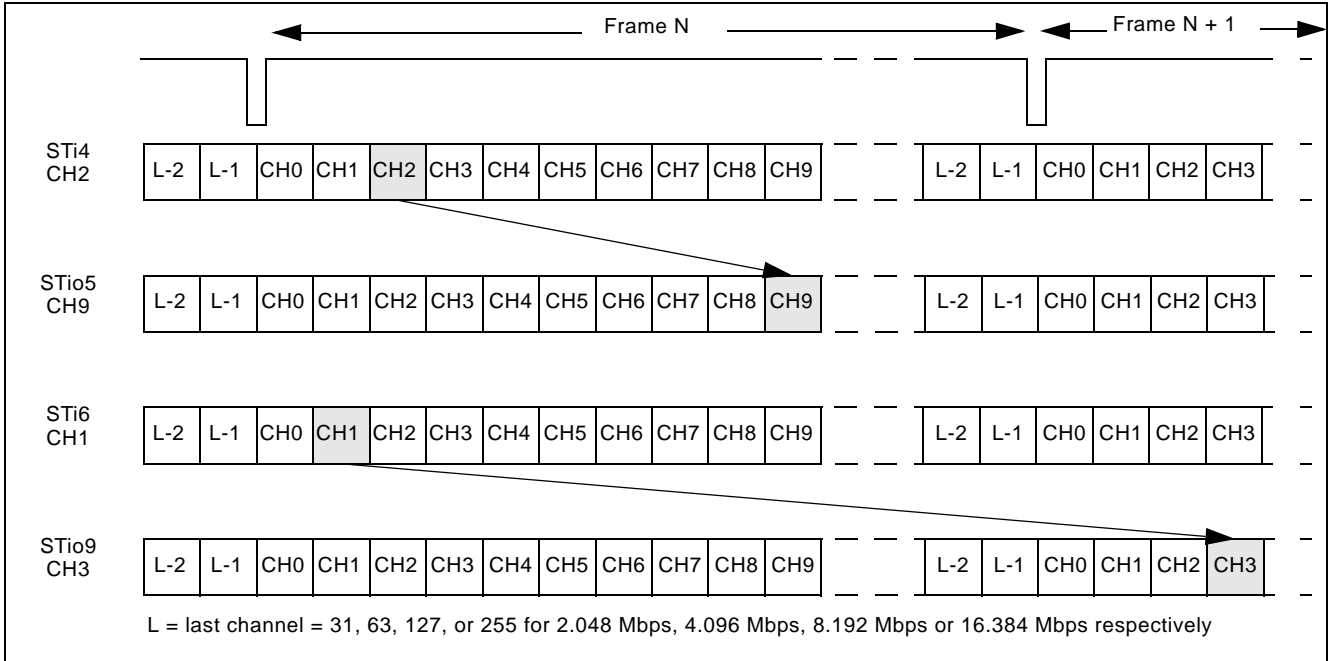 Frame N Frame N + 1
STi4
CH2
L-2 L-1 CH0 CH1 CH2 CH3 CH4 CH5 CH6 CH7 CH8 CH9 L-2 L-1 CH0 CH1 CH2 CH3
STio5
CH9
L-2 L-1 CH0 CH1 CH2 CH3 CH4 CH5 CH6 CH7 CH8 CH9 L-2 L-1 CH0 CH1 CH2 CH3
STi6
CH1
L-2 L-1 CH0 CH1 CH2 CH3 CH4 CH5 CH6 CH7 CH8 CH9 L-2 L-1 CH0 CH1 CH2 CH3
STio9
CH3
L-2 L-1 CH0 CH1 CH2 CH3 CH4 CH5 CH6 CH7 CH8 CH9 L-2 L-1 CH0 CH1 CH2 CH3
L = last channel = 31, 63, 127, or 255 for 2.048 Mbps, 4.096 Mbps, 8.192 Mbps or 16.384 Mbps respectively